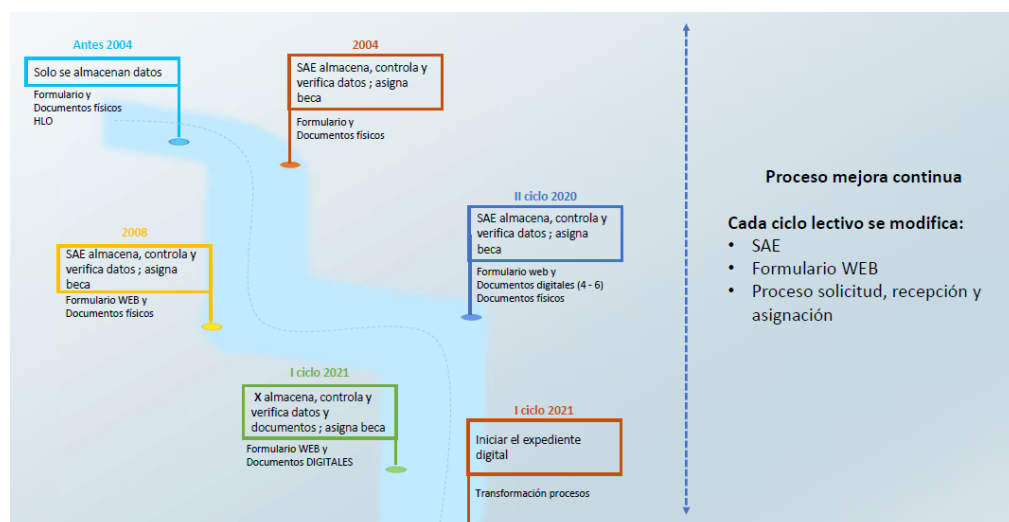 Antes 2004
Solo se almacenan datos
Formulario y
Documentos físicos
HLO
2004
SAE almacena, controla y
verifica datos ; asigna
beca
Formulario y
Documentos físicos
2008
SAE almacena, controla y
verifica datos ; asigna
beca
Formulario WEB y
Documentos físicos
II ciclo 2020
SAE almacena, controla y
verifica datos ; asigna
beca
Formulario web y
Documentos digitales (4 - 6)
Documentos físicos
I ciclo 2021
X almacena, controla y
verifica datos y
documentos ; asigna beca
Formulario WEB y
Documentos DIGITALES
I ciclo 2021
Iniciar el expediente
digital
Transformación procesos
Proceso mejora continua
Cada ciclo lectivo se modifica:
• SAE
• Formulario WEB
• Proceso solicitud, recepción y
asignación